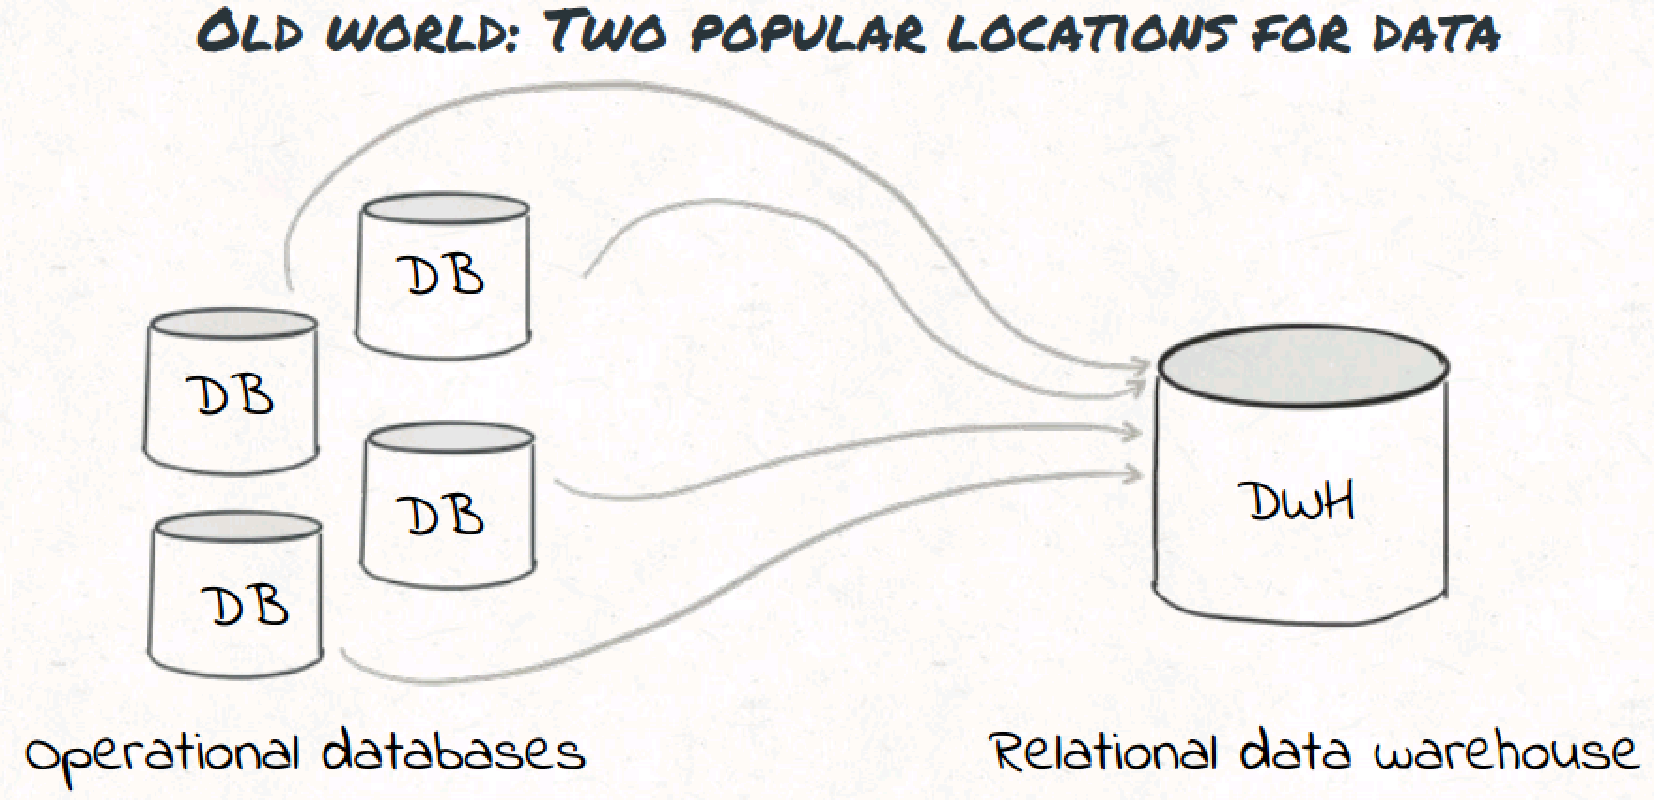 Old world: Two popular locations for data
DB
DB
DB
DB
DWH
Operational databases
Relational data warehouse